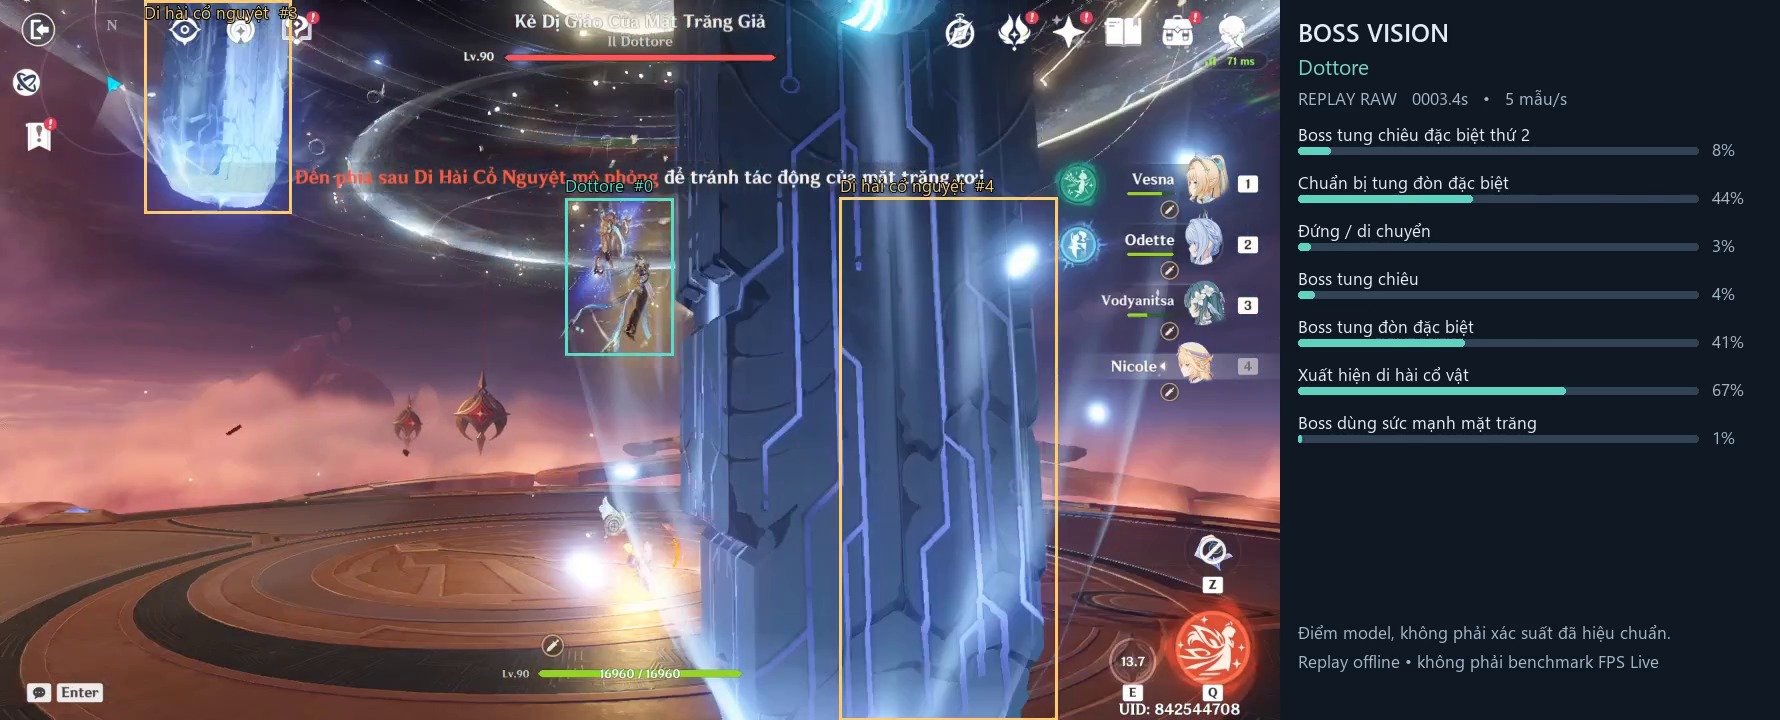 Di hài cổ nguyệt #3
N
Kẻ Dị Giáo Của Mặt Trăng Giả
Il Dottore
Lv.90
71 ms
Đến phía sau Di Hài Cổ Nguyệt mô phỏng để tránh tác động của mặt trăng rơi
Dottore #0
Di hài cổ nguyệt #4
Vesna 1
Odette 2
Vodyanitsa 3
Nicole 4
Z
13.7
E
Q
Lv.90
16960 / 16960
Enter
UID: 842544708
BOSS VISION
Dottore
REPLAY RAW 0003.4s • 5 mẫu/s
Boss tung chiêu đặc biệt thứ 2
8%
Chuẩn bị tung đòn đặc biệt
44%
Đứng / di chuyển
3%
Boss tung chiêu
4%
Boss tung đòn đặc biệt
41%
Xuất hiện di hài cổ vật
67%
Boss dùng sức mạnh mặt trăng
1%
Điểm model, không phải xác suất đã hiệu chuẩn.
Replay offline • không phải benchmark FPS Live